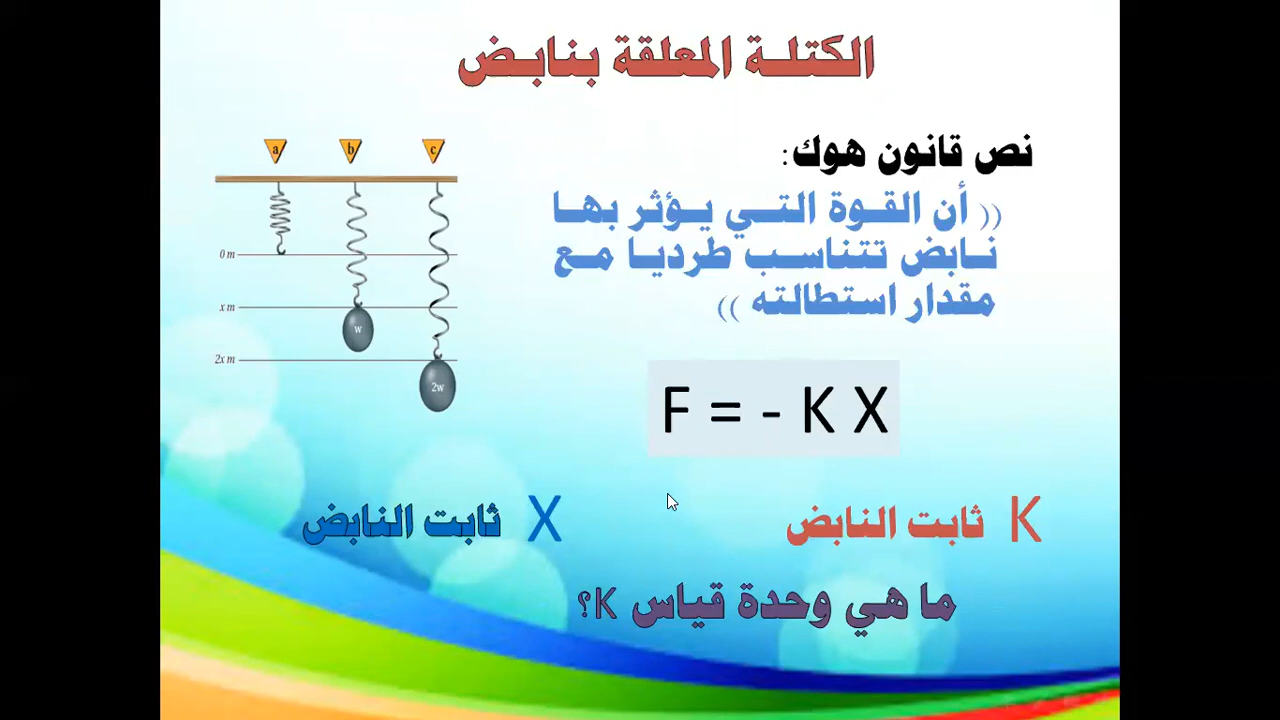 الكتلة المعلقة بنابض
نص قانون هوك:
(( أن القوة التي يؤثر بها
نابض تتناسب طرديا مع
مقدار استطالته ))
a b c
0 m
x m
w
2x m
2w
F = - K X
K ثابت النابض
X ثابت النابض
ما هي وحدة قياس K؟